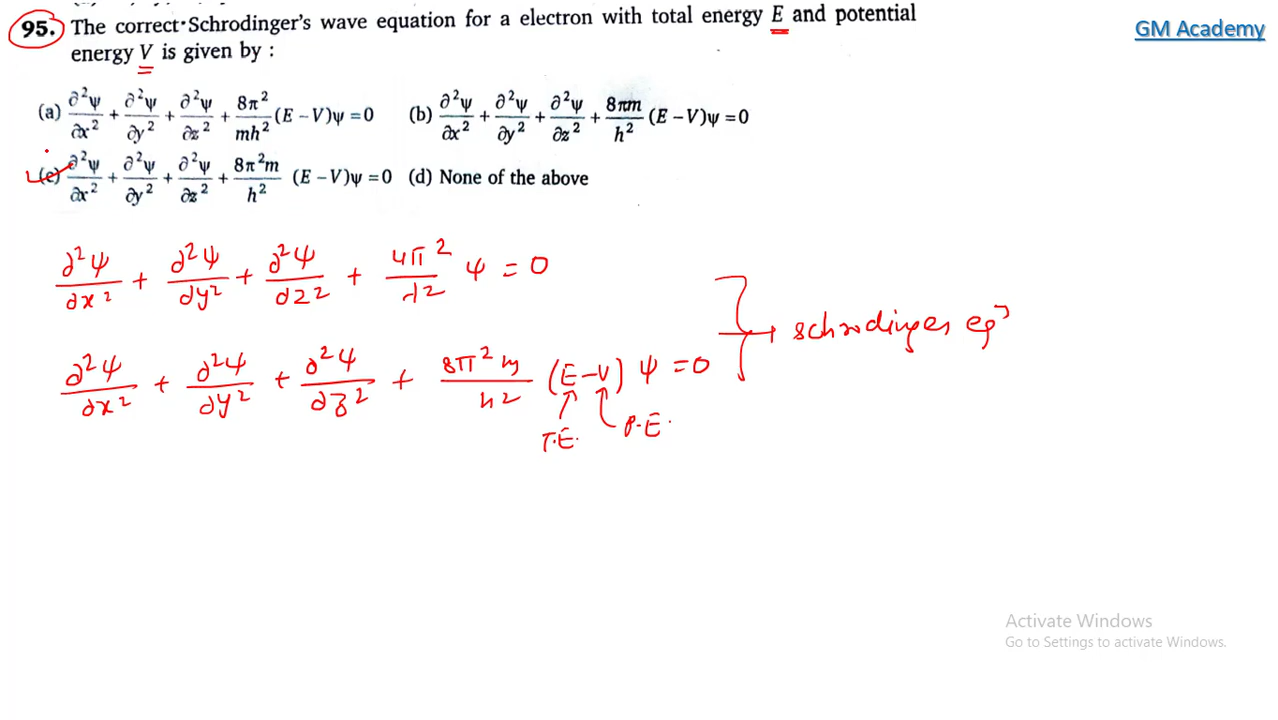 95. The correct Schrodinger's wave equation for a electron with total energy E and potential
energy V is given by :
GM Academy
(a) ∂²ψ/∂x² + ∂²ψ/∂y² + ∂²ψ/∂z² + 8π²/mh² (E – V)ψ = 0 (b) ∂²ψ/∂x² + ∂²ψ/∂y² + ∂²ψ/∂z² + 8πm/h² (E – V)ψ = 0
(c) ∂²ψ/∂x² + ∂²ψ/∂y² + ∂²ψ/∂z² + 8π²m/h² (E – V)ψ = 0 (d) None of the above
∂²ψ/∂x² + ∂²ψ/∂y² + ∂²ψ/∂z² + 4π²/λ² ψ = 0
schrodinges eqⁿ
∂²ψ/∂x² + ∂²ψ/∂y² + ∂²ψ/∂z² + 8π²m/h² (E – V) ψ = 0
T.E. P.E.
Activate Windows
Go to Settings to activate Windows.